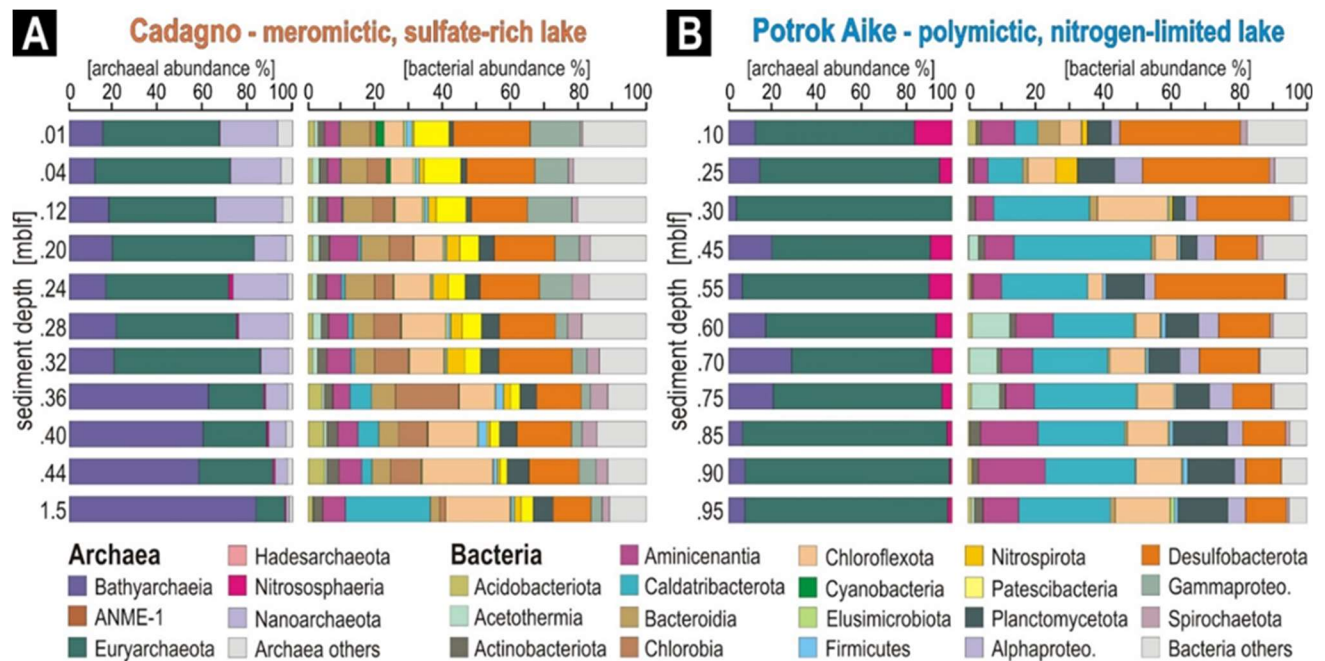 A Cadagno - meromictic, sulfate-rich lake
[archaeal abundance %] [bacterial abundance %]
0 20 40 60 80 100 0 20 40 60 80 100
sediment depth [mblf]
.01
.04
.12
.20
.24
.28
.32
.36
.40
.44
1.5
B Potrok Aike - polymictic, nitrogen-limited lake
[archaeal abundance %] [bacterial abundance %]
0 20 40 60 80 100 0 20 40 60 80 100
sediment depth [mblf]
.10
.25
.30
.45
.55
.60
.70
.75
.85
.90
.95
Archaea
Bathyarchaeia
ANME-1
Euryarchaeota
Hadesarchaeota
Nitrososphaeria
Nanoarchaeota
Archaea others
Bacteria
Acidobacteriota
Acetothermia
Actinobacteriota
Aminicenantia
Caldatribacterota
Bacteroidia
Chlorobia
Chloroflexota
Cyanobacteria
Elusimicrobiota
Firmicutes
Nitrospirota
Patescibacteria
Planctomycetota
Alphaproteo.
Desulfobacterota
Gammaproteo.
Spirochaetota
Bacteria others